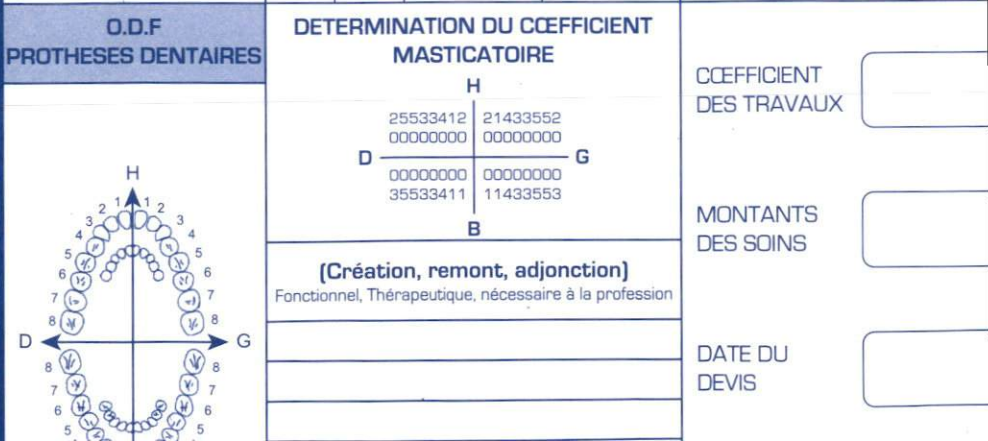 O.D.F
PROTHESES DENTAIRES
H
1 1
2 2
3 3
4 4
5 5
6 6
7 7
8 8
D G
8 8
7 7
6 6
5 5
DETERMINATION DU CŒFFICIENT
MASTICATOIRE
H
25533412 21433552
00000000 00000000
D G
00000000 00000000
35533411 11433553
B
(Création, remont, adjonction)
Fonctionnel, Thérapeutique, nécessaire à la profession
CŒFFICIENT
DES TRAVAUX
MONTANTS
DES SOINS
DATE DU
DEVIS